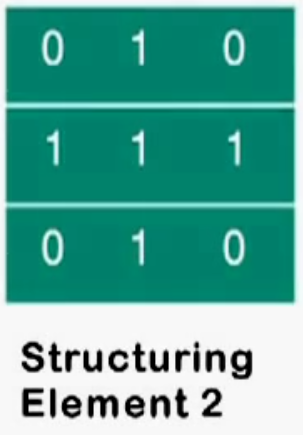 0 1 0
1 1 1
0 1 0
Structuring
Element 2